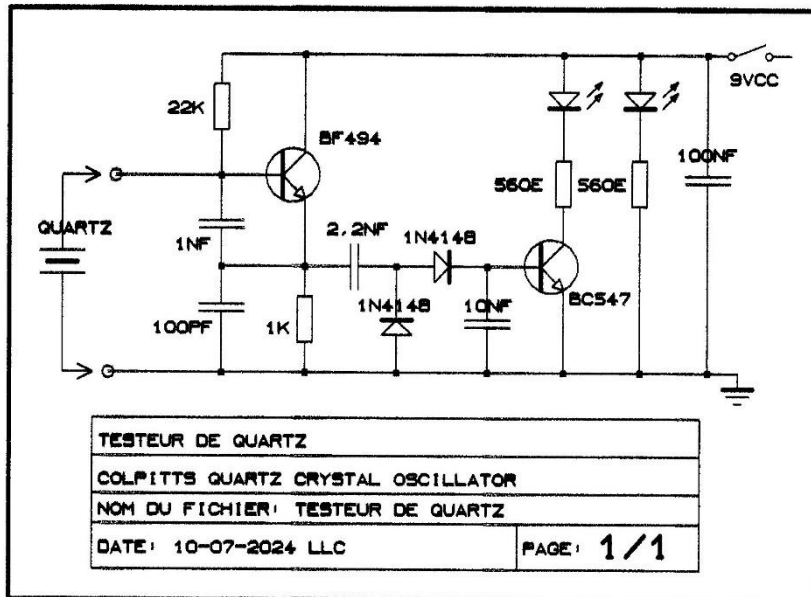 9VCC
22K
BF494
100NF
560E 560E
QUARTZ
1NF
2,2NF
1N4148
1N4148
10NF
BC547
100PF
1K
TESTEUR DE QUARTZ
COLPITTS QUARTZ CRYSTAL OSCILLATOR
NOM DU FICHIER: TESTEUR DE QUARTZ
DATE: 10-07-2024 LLC
PAGE: 1/1